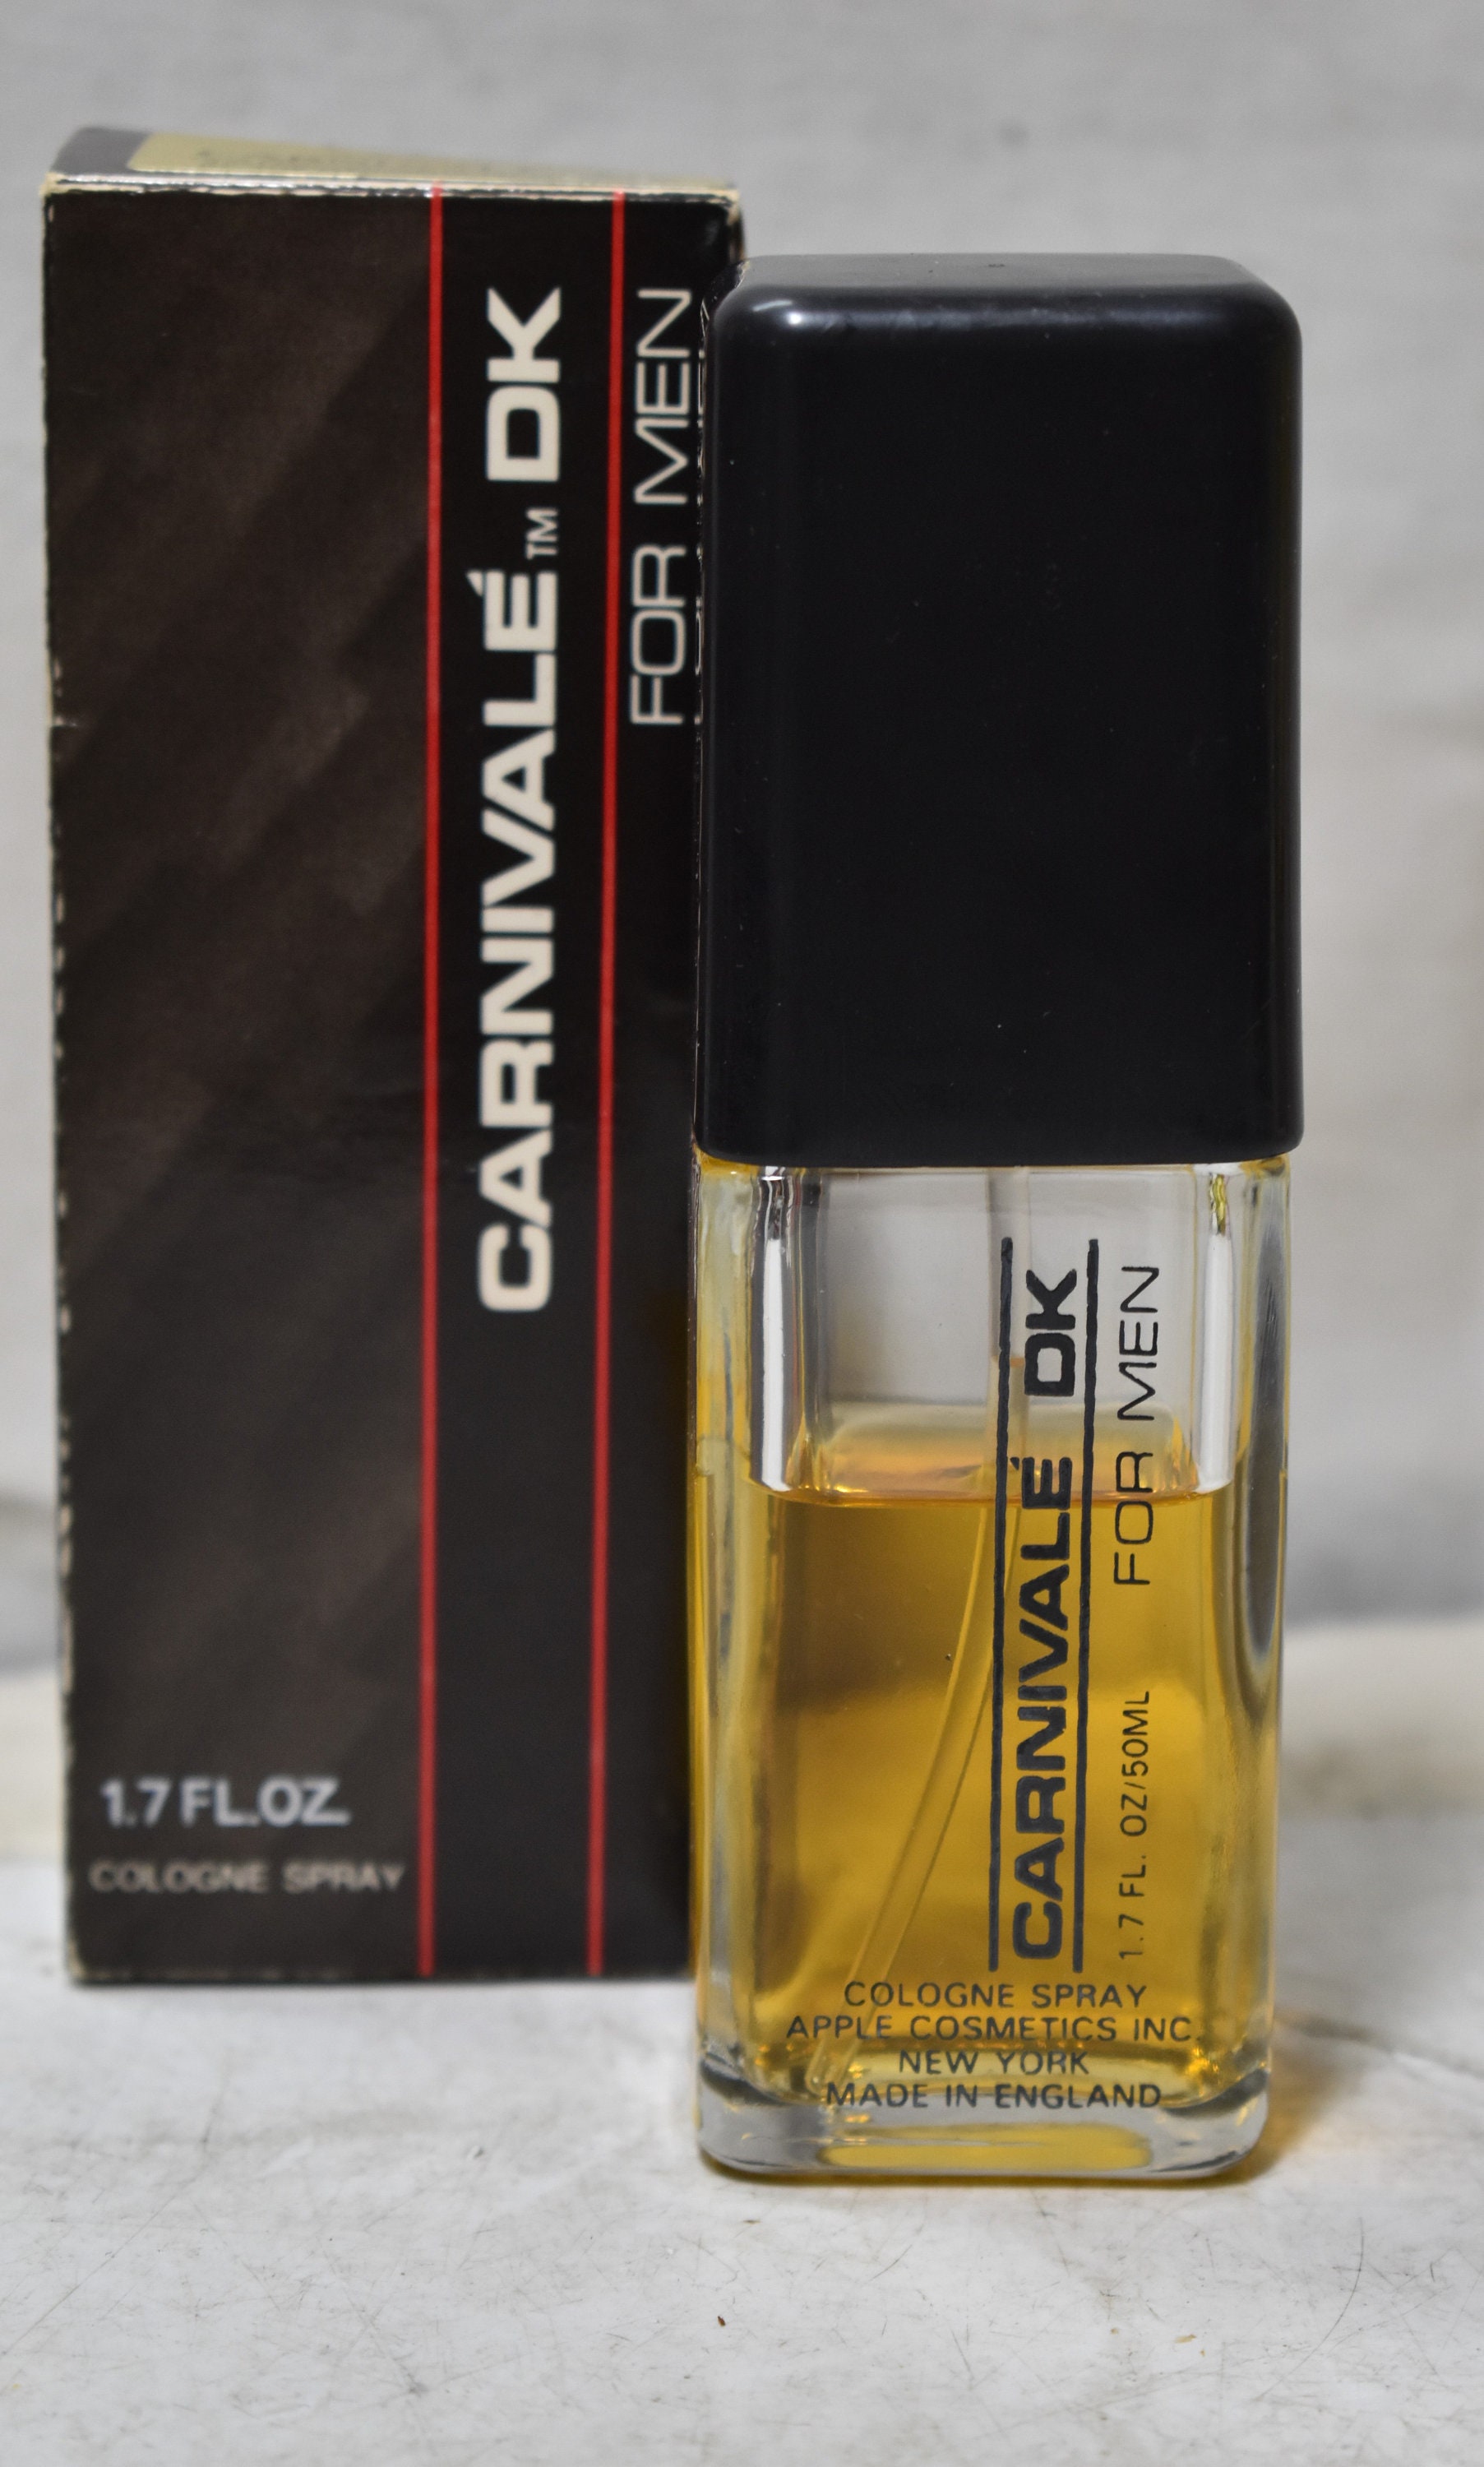 CARNIVALÉ™ DK
FOR MEN
1.7 FL.OZ.
COLOGNE SPRAY
CARNIVALÉ DK
FOR MEN
1.7 FL. OZ/50ML
COLOGNE SPRAY
APPLE COSMETICS INC.
NEW YORK
MADE IN ENGLAND